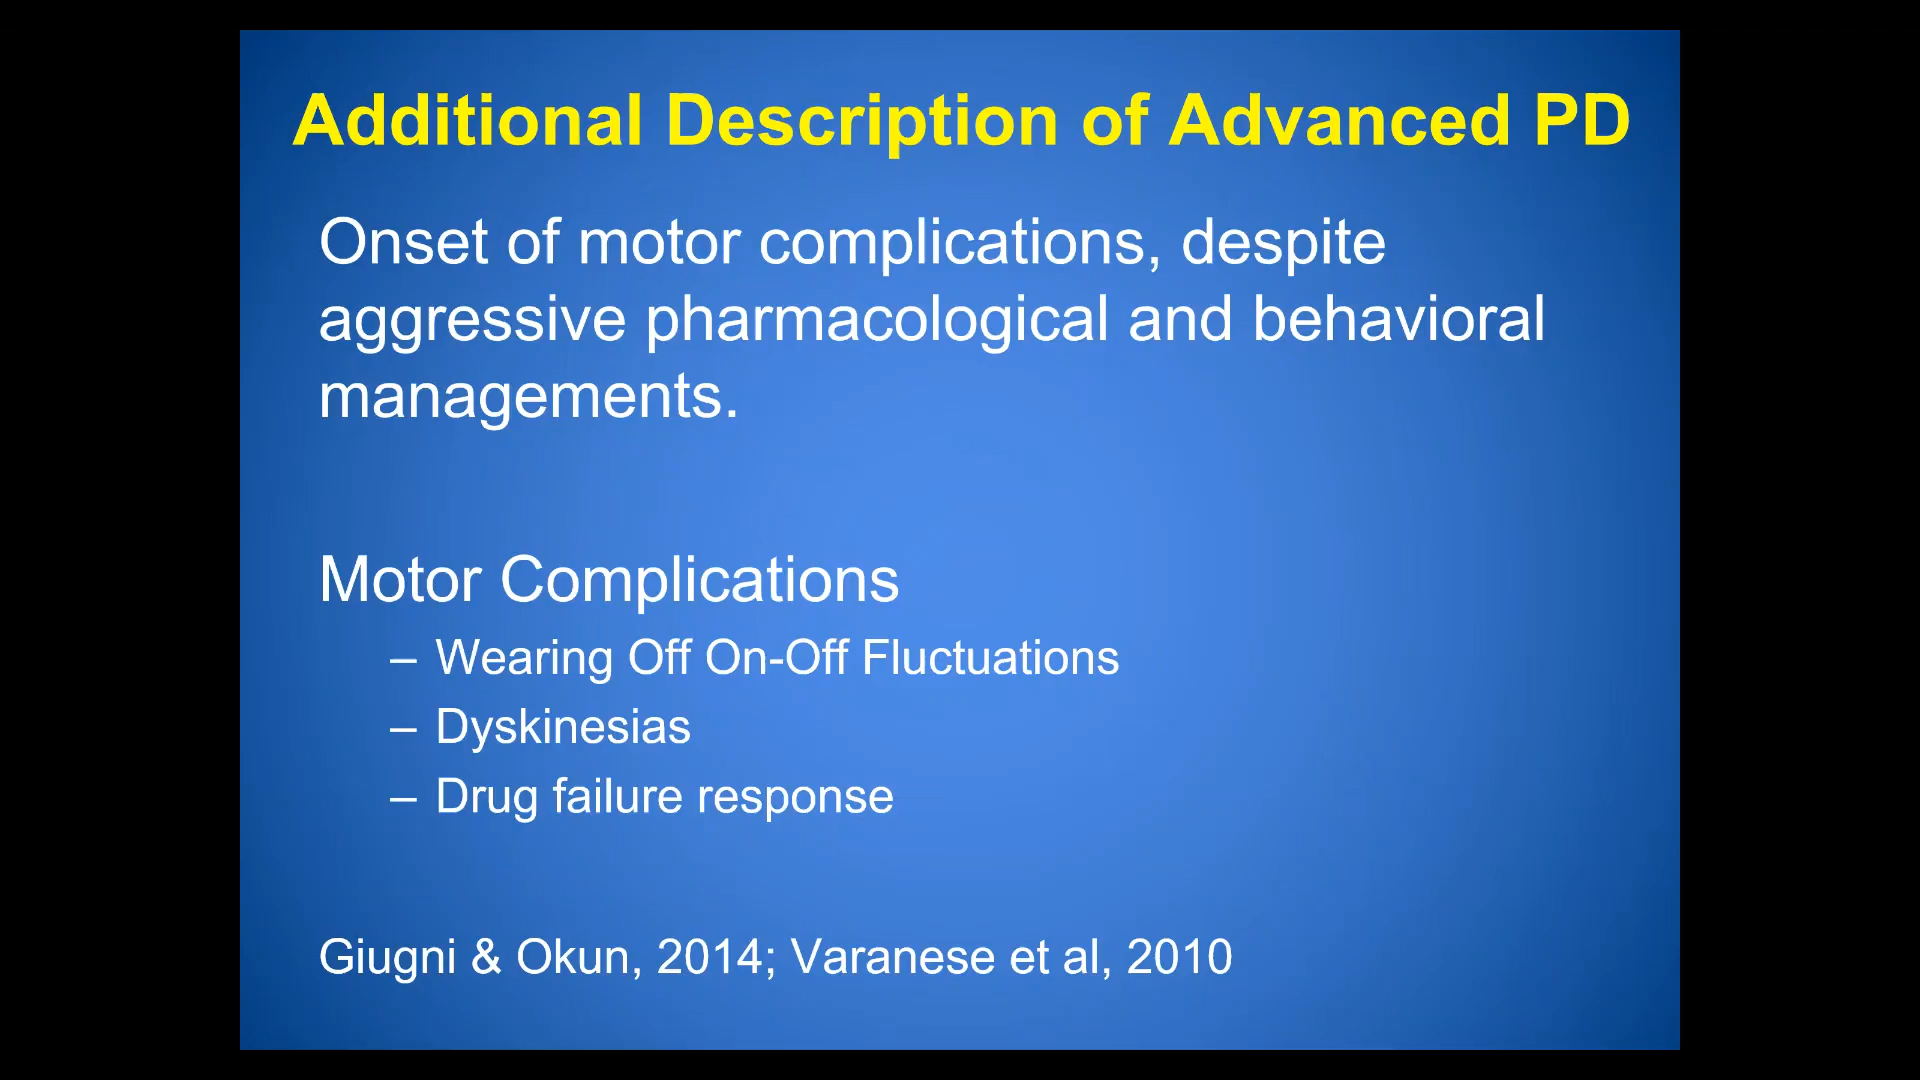 Additional Description of Advanced PD
Onset of motor complications, despite
aggressive pharmacological and behavioral
managements.
Motor Complications
– Wearing Off On-Off Fluctuations
– Dyskinesias
– Drug failure response
Giugni & Okun, 2014; Varanese et al, 2010